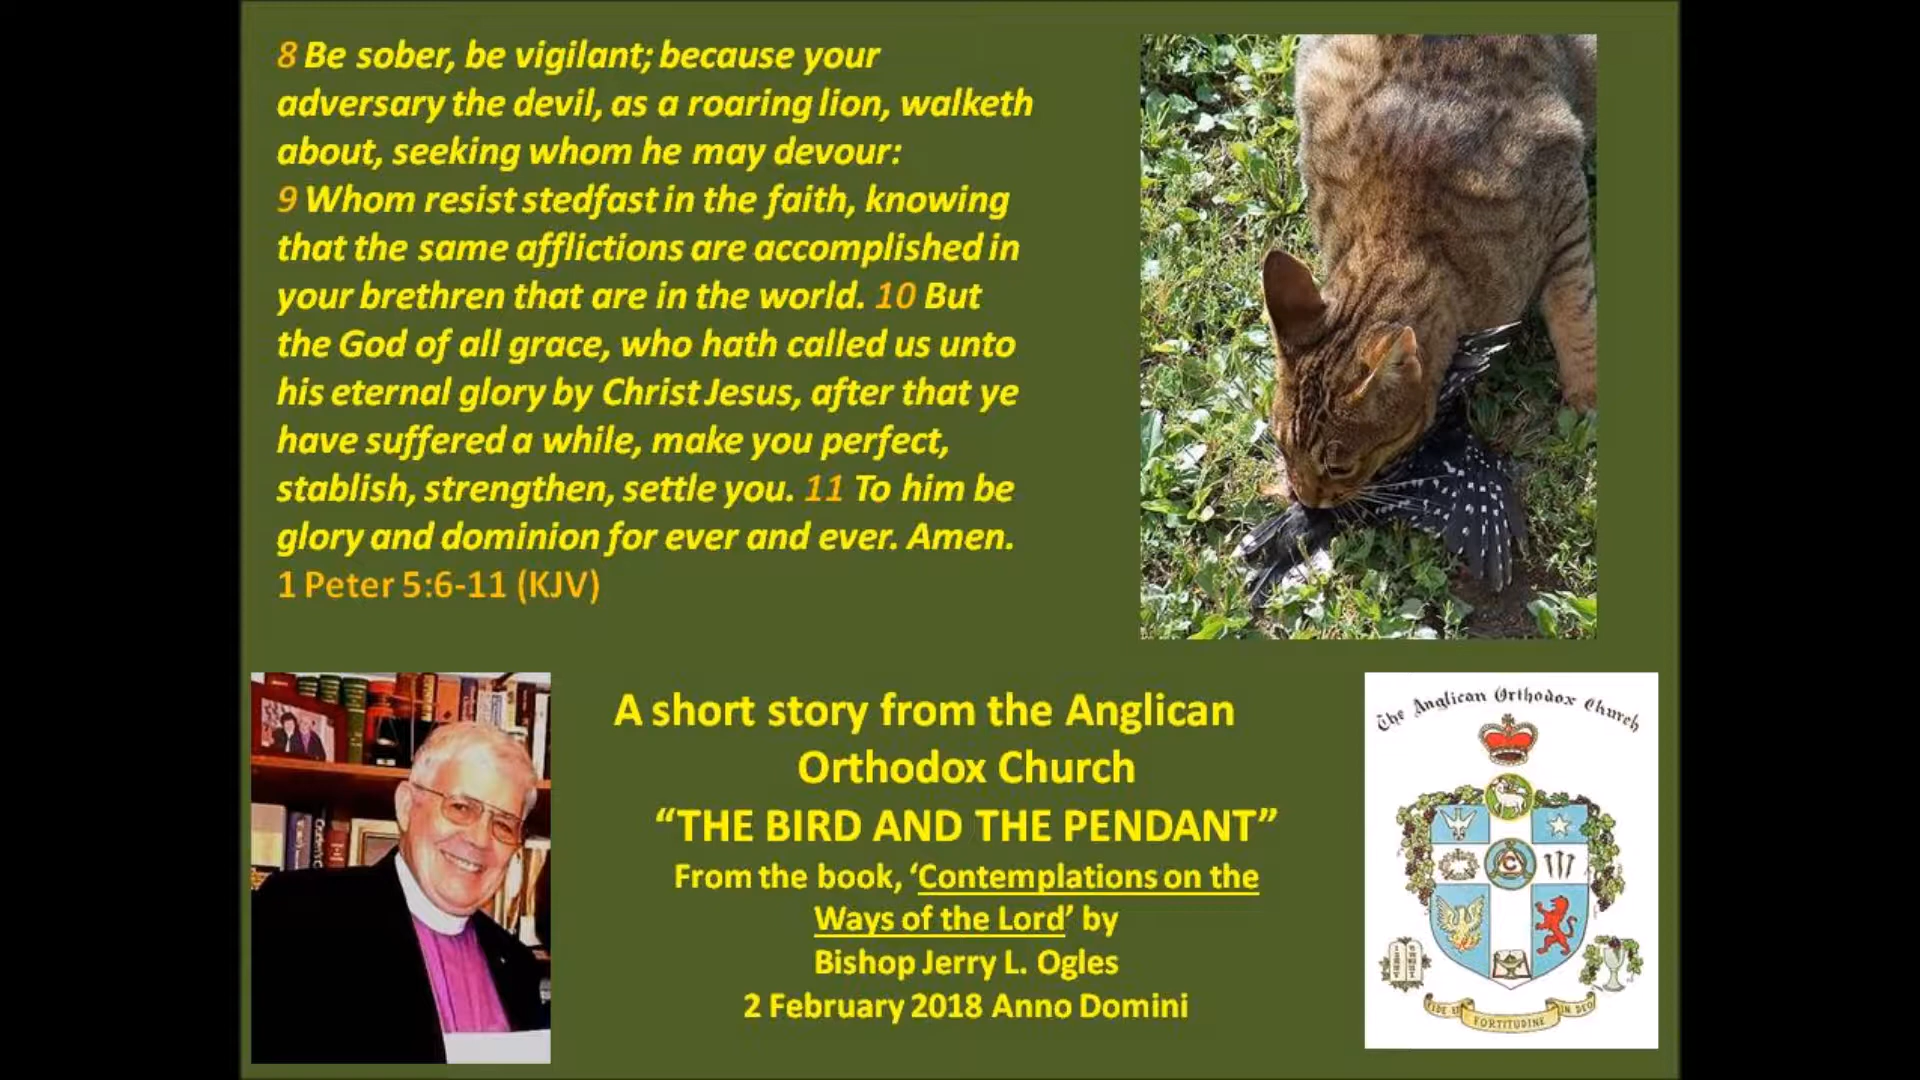 8 Be sober, be vigilant; because your
adversary the devil, as a roaring lion, walketh
about, seeking whom he may devour:
9 Whom resist stedfast in the faith, knowing
that the same afflictions are accomplished in
your brethren that are in the world. 10 But
the God of all grace, who hath called us unto
his eternal glory by Christ Jesus, after that ye
have suffered a while, make you perfect,
stablish, strengthen, settle you. 11 To him be
glory and dominion for ever and ever. Amen.
1 Peter 5:6-11 (KJV)
A short story from the Anglican
Orthodox Church
“THE BIRD AND THE PENDANT”
From the book, ‘Contemplations on the
Ways of the Lord’ by
Bishop Jerry L. Ogles
2 February 2018 Anno Domini
The Anglican Orthodox Church
FORTITUDINE
IN DEO